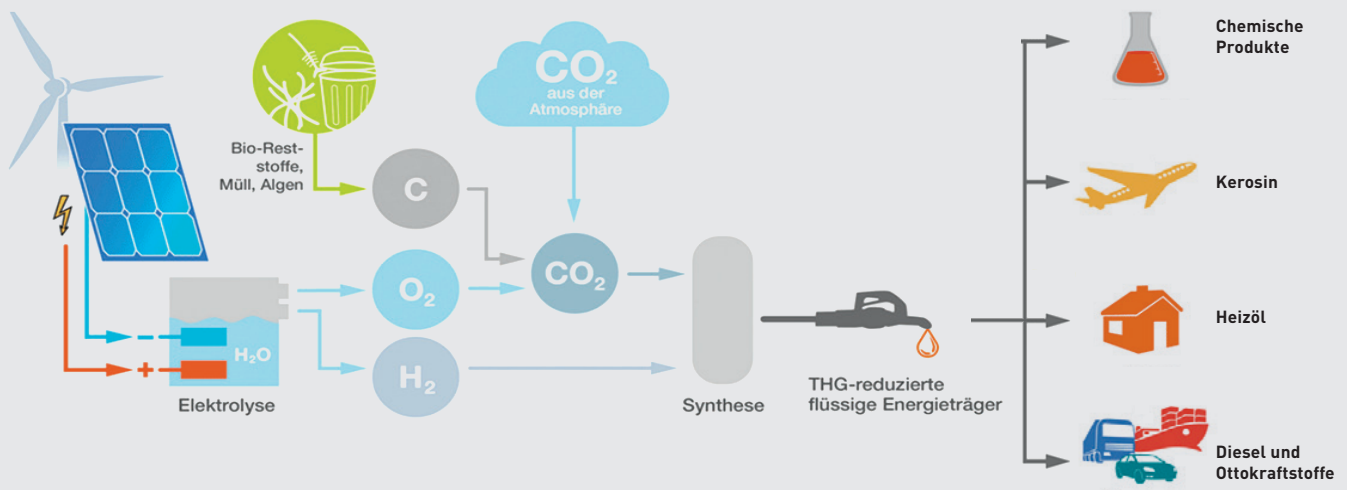 Bio-Rest-
stoffe,
Müll, Algen
C
CO₂
aus der
Atmosphäre
O₂
H₂
CO₂
–
+
H₂O
Elektrolyse
Synthese
THG-reduzierte
flüssige Energieträger
Chemische
Produkte
Kerosin
Heizöl
Diesel und
Ottokraftstoffe